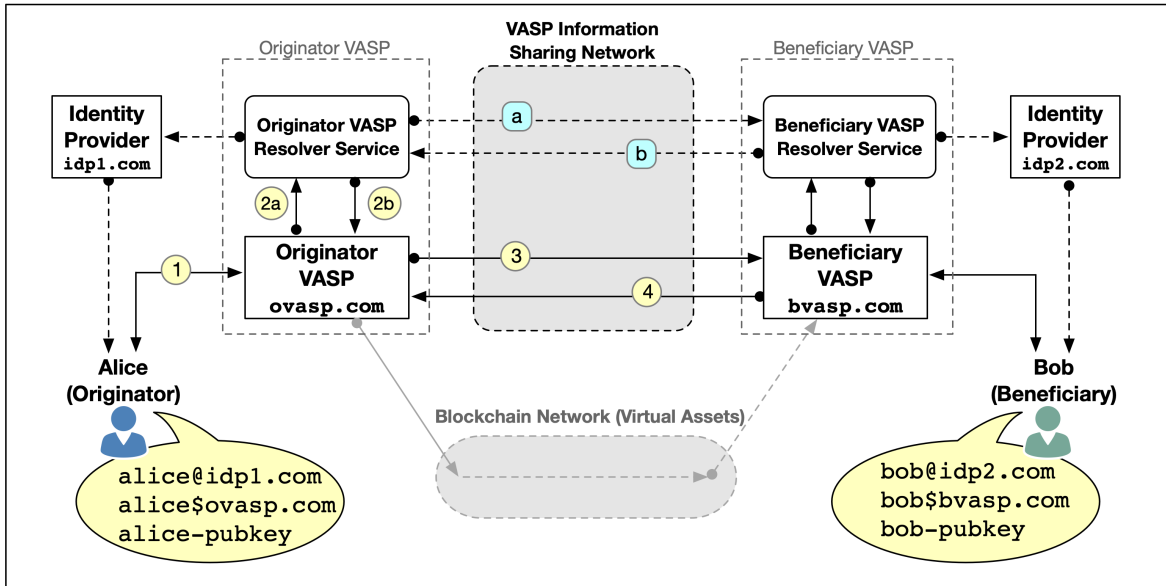 VASP Information
Sharing Network
Originator VASP
Beneficiary VASP
Identity
Provider
idp1.com
Originator VASP
Resolver Service
a
b
Beneficiary VASP
Resolver Service
Identity
Provider
idp2.com
2a
2b
1
Originator
VASP
ovasp.com
3
4
Beneficiary
VASP
bvasp.com
Alice
(Originator)
Bob
(Beneficiary)
Blockchain Network (Virtual Assets)
alice@idp1.com
alice$ovasp.com
alice-pubkey
bob@idp2.com
bob$bvasp.com
bob-pubkey